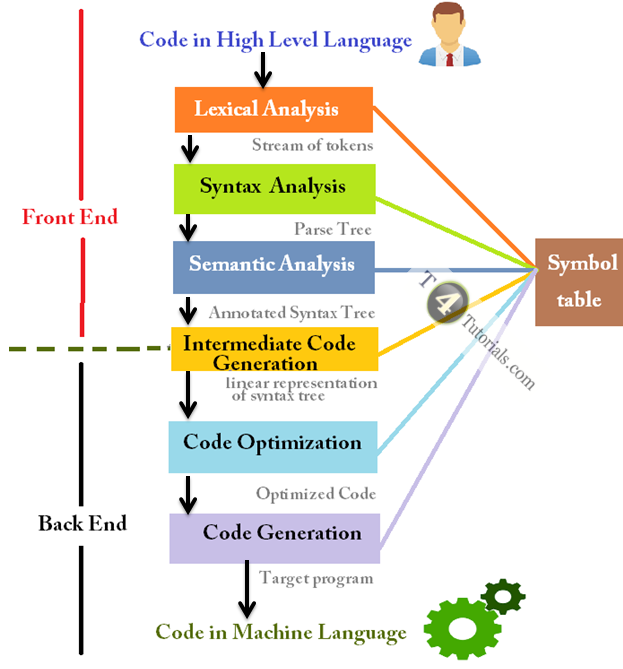 Code in High Level Language
Lexical Analysis
Stream of tokens
Syntax Analysis
Front End
Parse Tree
Semantic Analysis
Symbol
table
T 4 Tutorials.com
Annotated Syntax Tree
Intermediate Code
Generation
linear representation
of syntax tree
Code Optimization
Optimized Code
Back End
Code Generation
Target program
Code in Machine Language